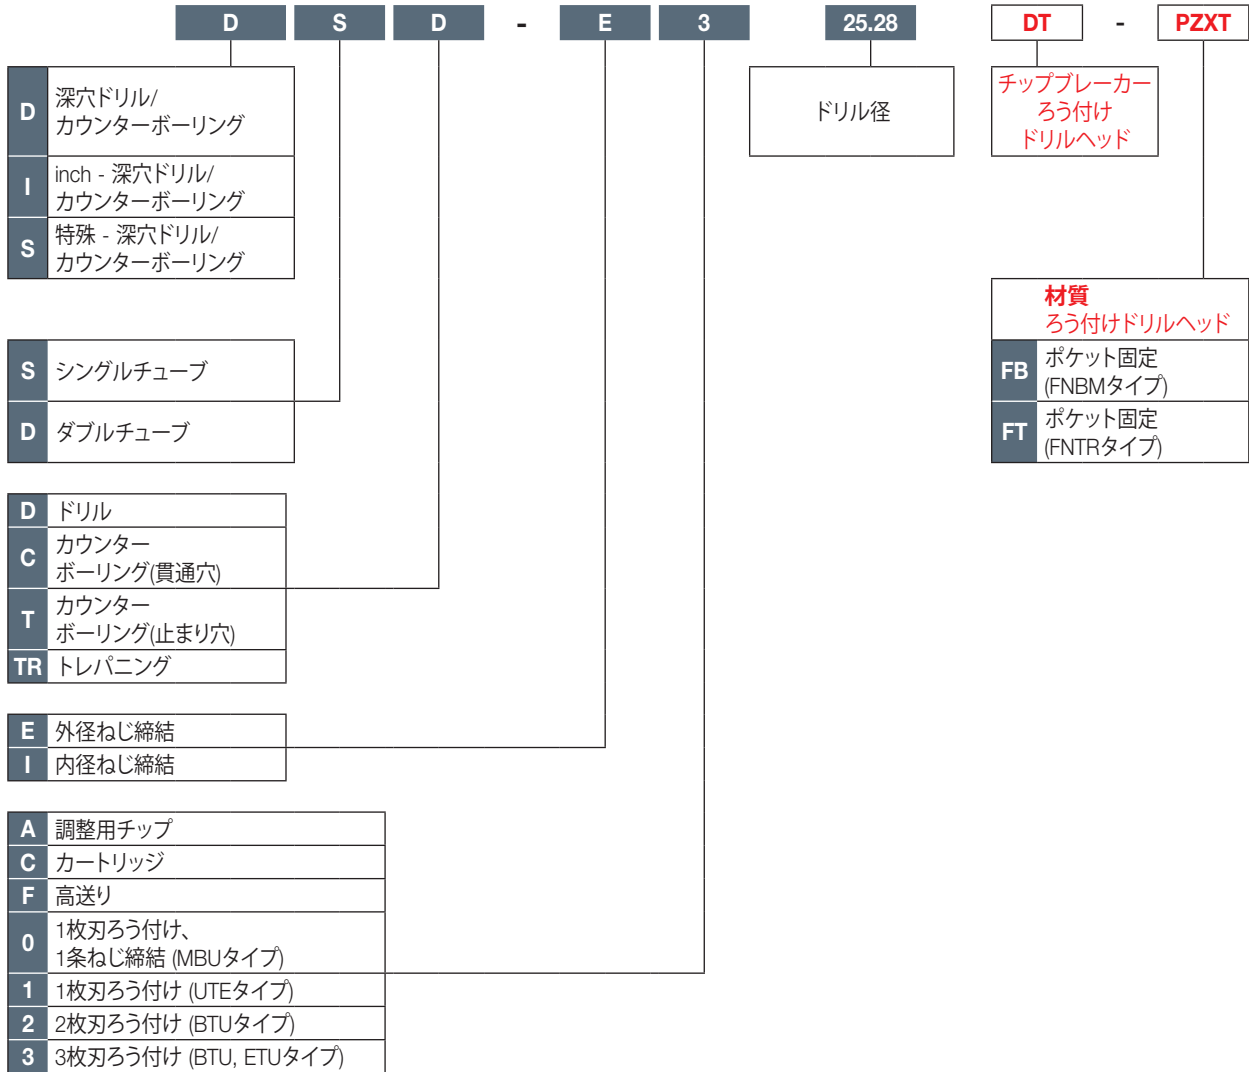 D S D - E 3 25.28 DT - PZXT
D 深穴ドリル/
カウンターボーリング
I inch - 深穴ドリル/
カウンターボーリング
S 特殊 - 深穴ドリル/
カウンターボーリング
ドリル径
チップブレーカー
ろう付け
ドリルヘッド
材質
ろう付けドリルヘッド
FB ポケット固定
(FNBMタイプ)
FT ポケット固定
(FNTRタイプ)
S シングルチューブ
D ダブルチューブ
D ドリル
C カウンター
ボーリング(貫通穴)
T カウンター
ボーリング(止まり穴)
TR トレパニング
E 外径ねじ締結
I 内径ねじ締結
A 調整用チップ
C カートリッジ
F 高送り
0 1枚刃ろう付け、
1条ねじ締結 (MBUタイプ)
1 1枚刃ろう付け (UTEタイプ)
2 2枚刃ろう付け (BTUタイプ)
3 3枚刃ろう付け (BTU, ETUタイプ)